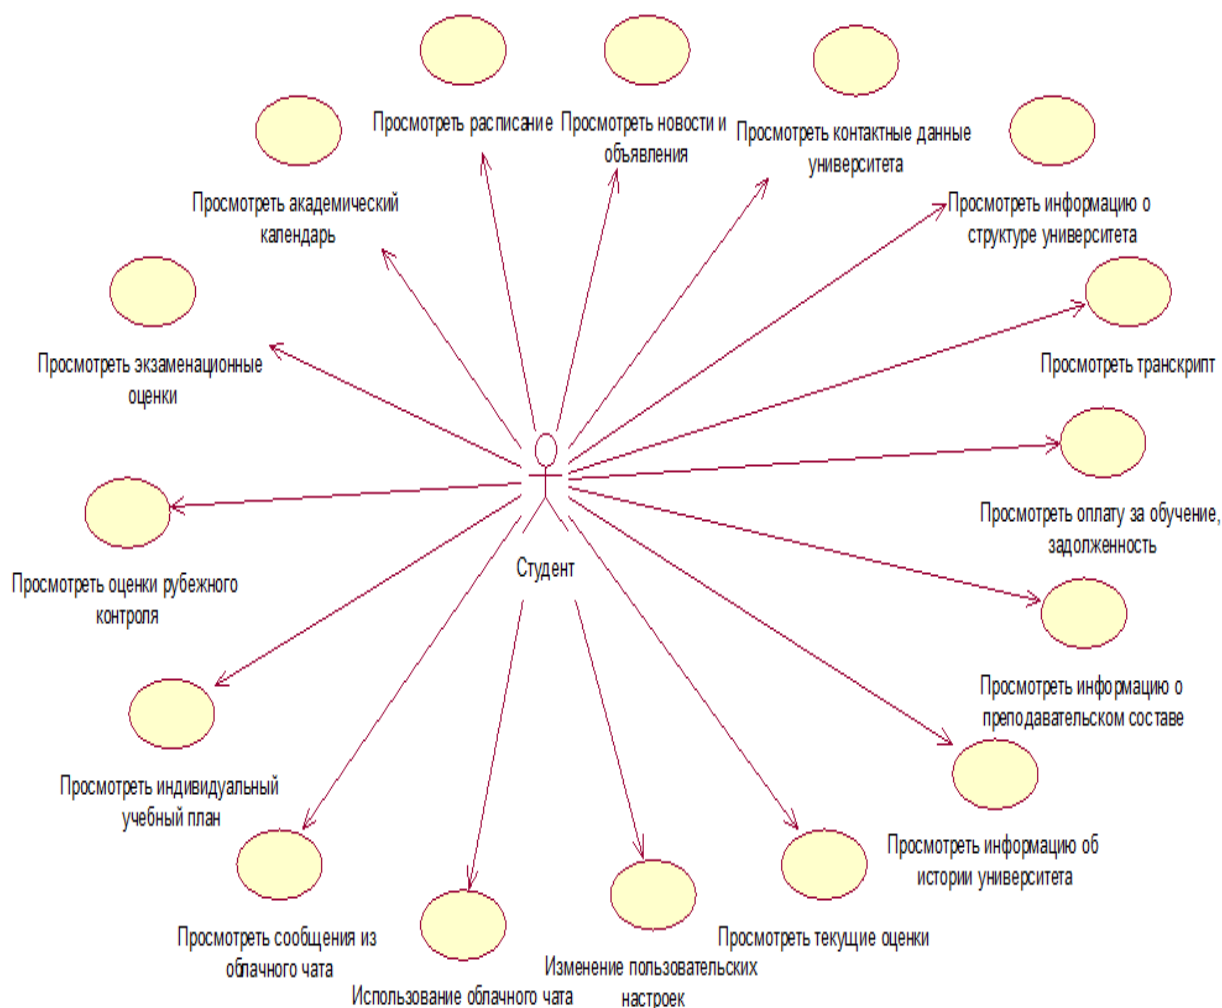 Просмотреть расписание
Просмотреть новости и
объявления
Просмотреть контактные данные
университета
Просмотреть академический
календарь
Просмотреть информацию о
структуре университета
Просмотреть экзаменационные
оценки
Просмотреть транскрипт
Просмотреть оплату за обучение,
задолженность
Студент
Просмотреть оценки рубежного
контроля
Просмотреть информацию о
преподавательском составе
Просмотреть индивидуальный
учебный план
Просмотреть информацию об
истории университета
Просмотреть сообщения из
облачного чата
Просмотреть текущие оценки
Изменение пользовательских
настроек
Использование облачного чата